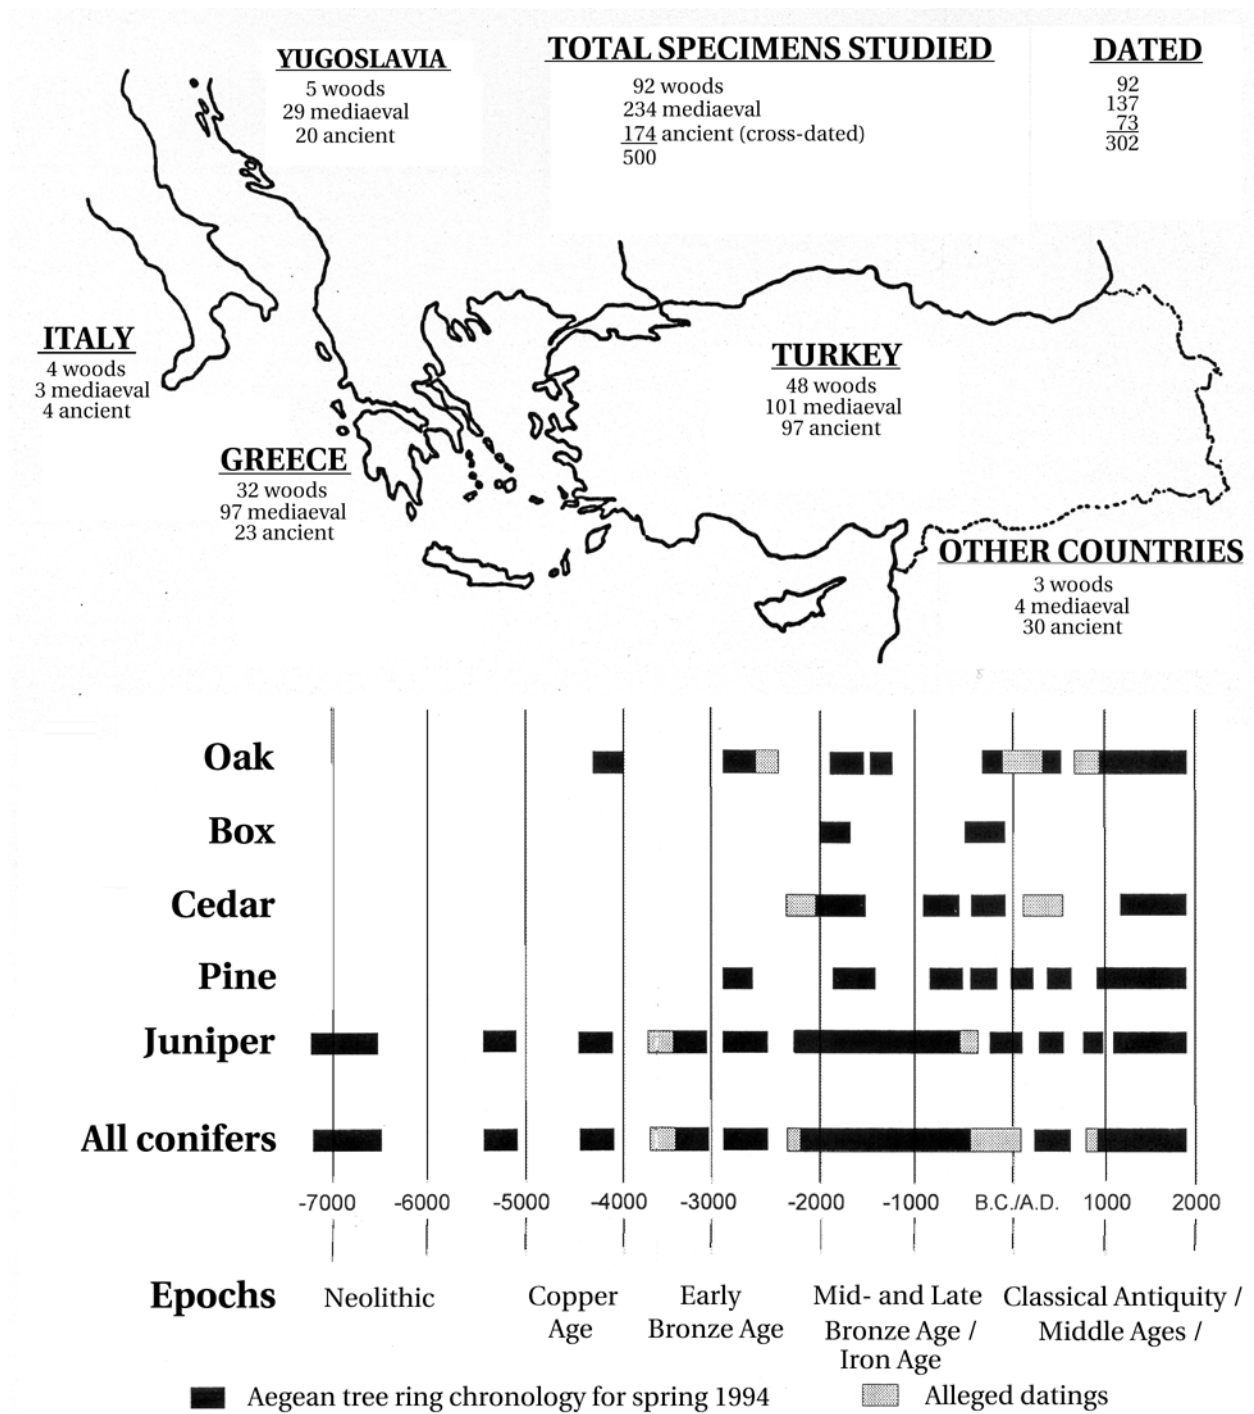 YUGOSLAVIA
5 woods
29 mediaeval
20 ancient
TOTAL SPECIMENS STUDIED
92 woods
234 mediaeval
174 ancient (cross-dated)
500
DATED
92
137
73
302
ITALY
4 woods
3 mediaeval
4 ancient
GREECE
32 woods
97 mediaeval
23 ancient
TURKEY
48 woods
101 mediaeval
97 ancient
OTHER COUNTRIES
3 woods
4 mediaeval
30 ancient
Oak
Box
Cedar
Pine
Juniper
All conifers
-7000 -6000 -5000 -4000 -3000 -2000 -1000 B.C./A.D. 1000 2000
Epochs
Neolithic
Copper
Age
Early
Bronze Age
Mid- and Late
Bronze Age /
Iron Age
Classical Antiquity /
Middle Ages /
Aegean tree ring chronology for spring 1994
Alleged datings